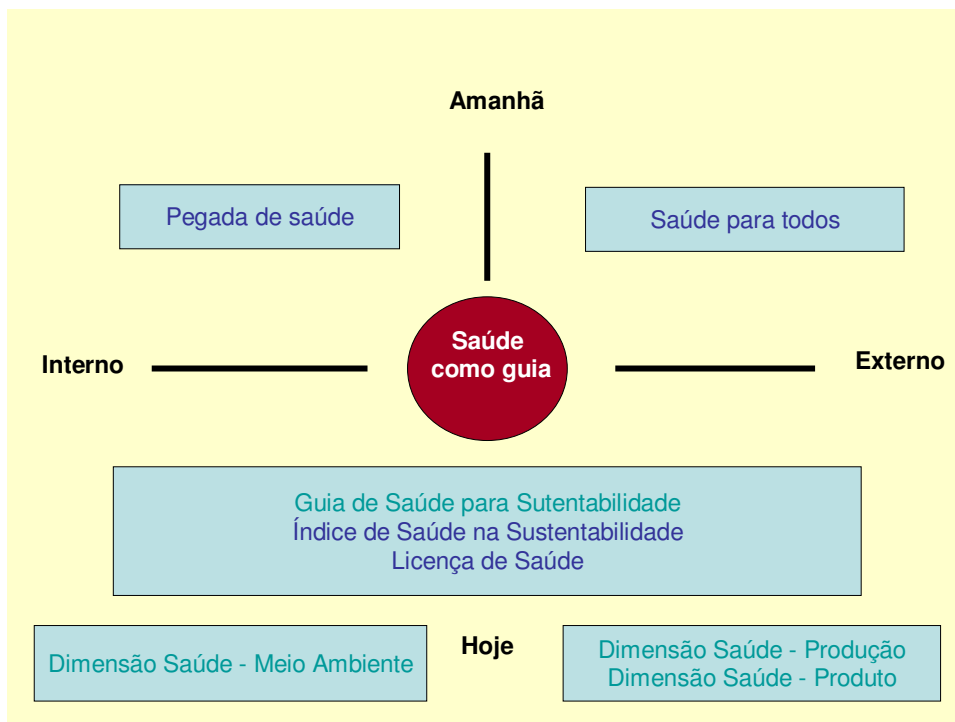 Amanhã
Pegada de saúde
Saúde para todos
Saúde
como guia
Interno
Externo
Guia de Saúde para Sutentabilidade
Índice de Saúde na Sustentabilidade
Licença de Saúde
Hoje
Dimensão Saúde - Meio Ambiente
Dimensão Saúde - Produção
Dimensão Saúde - Produto